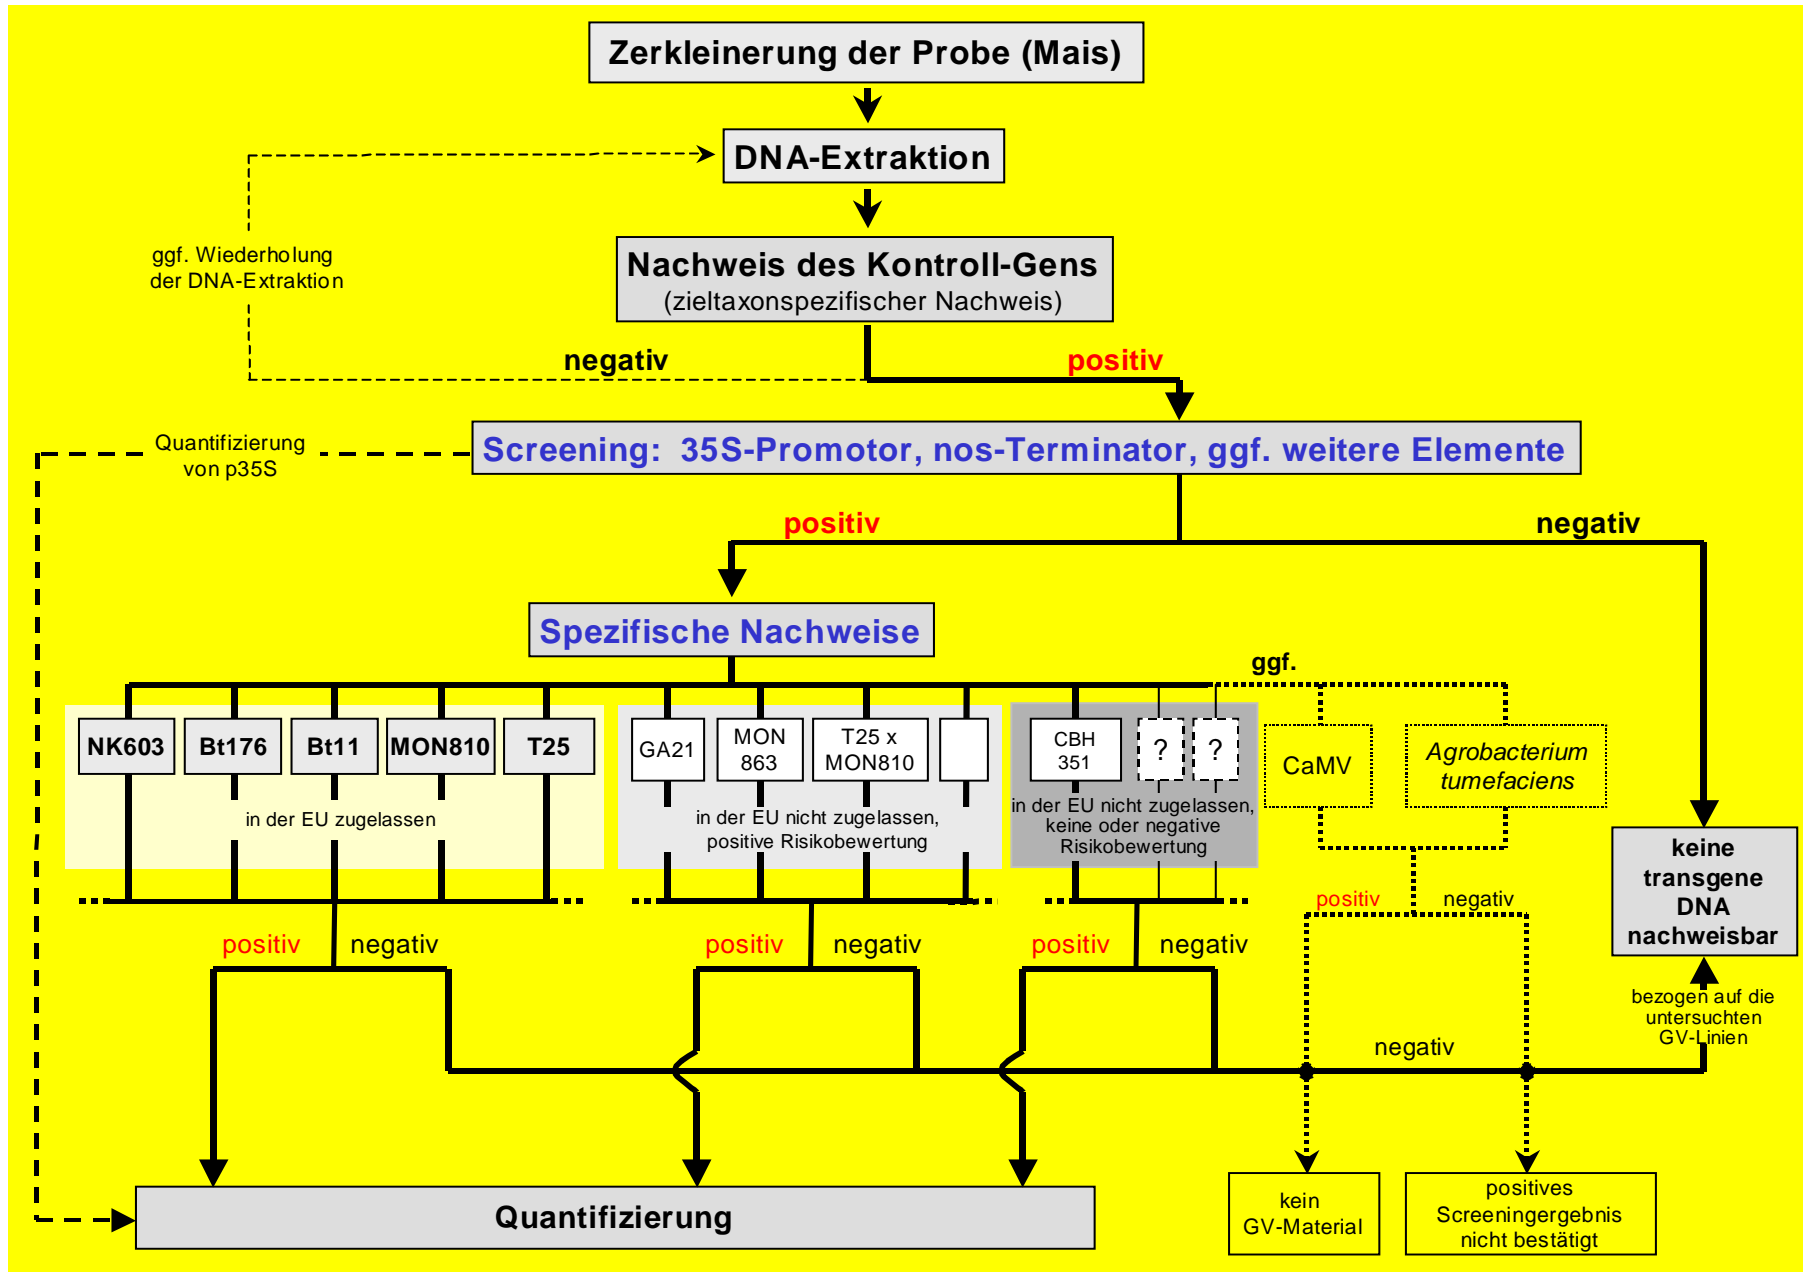 Zerkleinerung der Probe (Mais)
DNA-Extraktion
ggf. Wiederholung
der DNA-Extraktion
Nachweis des Kontroll-Gens
(zieltaxonspezifischer Nachweis)
negativ
positiv
Quantifizierung
von p35S
Screening: 35S-Promotor, nos-Terminator, ggf. weitere Elemente
positiv
negativ
Spezifische Nachweise
ggf.
NK603
Bt176
Bt11
MON810
T25
in der EU zugelassen
GA21
MON
863
T25 x
MON810
in der EU nicht zugelassen,
positive Risikobewertung
CBH
351
?
?
in der EU nicht zugelassen,
keine oder negative
Risikobewertung
CaMV
Agrobacterium
tumefaciens
keine
transgene
DNA
nachweisbar
positiv
negativ
positiv
negativ
positiv
negativ
positiv
negativ
bezogen auf die
untersuchten
GV-Linien
negativ
Quantifizierung
kein
GV-Material
positives
Screeningergebnis
nicht bestätigt